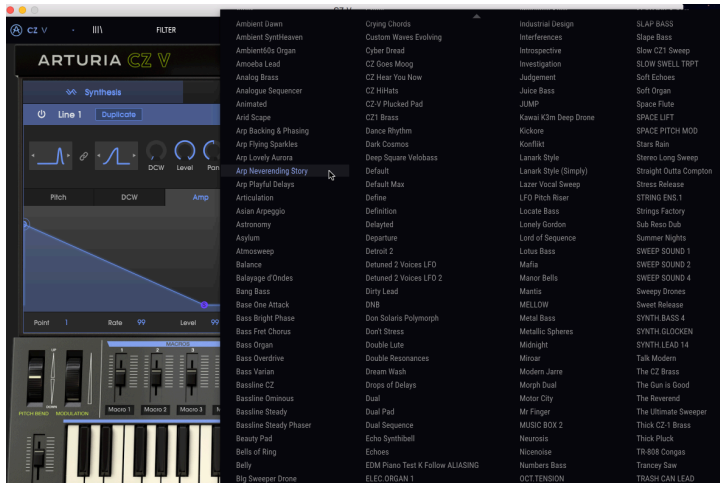 CZ V
CZ V
FILTER
ARTURIA CZ V
Synthesis
Line 1
Duplicate
DCW
Level
Pan
Pitch
DCW
Amp
Point 1
Rate 99
Level 99
MACROS
1
2
3
UP
DOWN
PITCH BEND
MODULATION
Macro 1
Macro 2
Macro 3
Ambient Dawn
Ambient SyntHeaven
Ambient60s Organ
Amoeba Lead
Analog Brass
Analogue Sequencer
Animated
Arid Scape
Arp Backing & Phasing
Arp Flying Sparkles
Arp Lovely Aurora
Arp Neverending Story
Arp Playful Delays
Articulation
Asian Arpeggio
Astronomy
Asylum
Atmosweep
Balance
Balayage d'Ondes
Bang Bass
Base One Attack
Bass Bright Phase
Bass Fret Chorus
Bass Organ
Bass Overdrive
Bass Varian
Bassline CZ
Bassline Ominous
Bassline Steady
Bassline Steady Phaser
Beauty Pad
Bells of Ring
Belly
BIg Sweeper Drone
Crying Chords
Custom Waves Evolving
Cyber Dread
CZ Goes Moog
CZ Hear You Now
CZ HiHats
CZ-V Plucked Pad
CZ1 Brass
Dance Rhythm
Dark Cosmos
Deep Square Velobass
Default
Default Max
Define
Definition
Delayted
Departure
Detroit 2
Detuned 2 Voices LFO
Detuned 2 Voices LFO 2
Dirty Lead
DNB
Don Solaris Polymorph
Don't Stress
Double Lute
Double Resonances
Dream Wash
Drops of Delays
Dual
Dual Pad
Dual Sequence
Echo Synthibell
Echoes
EDM Piano Test K Follow ALIASING
ELEC.ORGAN 1
Industrial Design
Interferences
Introspective
Investigation
Judgement
Juice Bass
JUMP
Kawai K3m Deep Drone
Kickore
Konflikt
Lanark Style
Lanark Style (Simply)
Lazer Vocal Sweep
LFO Pitch Riser
Locate Bass
Lonely Gordon
Lord of Sequence
Lotus Bass
Mafia
Manor Bells
Mantis
MELLOW
Metal Bass
Metallic Spheres
Midnight
Miroar
Modern Jarre
Morph Dual
Motor City
Mr Finger
MUSIC BOX 2
Neurosis
Nicenoise
Numbers Bass
OCT.TENSION
SLAP BASS
Slape Bass
Slow CZ1 Sweep
SLOW SWELL TRPT
Soft Echoes
Soft Organ
Space Flute
SPACE LIFT
SPACE PITCH MOD
Stars Rain
Stereo Long Sweep
Straight Outta Compton
Stress Release
STRING ENS.1
Strings Factory
Sub Reso Dub
Summer Nights
SWEEP SOUND 1
SWEEP SOUND 2
SWEEP SOUND 4
Sweepy Drones
Sweet Release
SYNTH.BASS 4
SYNTH.GLOCKEN
SYNTH.LEAD 14
Talk Modern
The CZ Brass
The Gun is Good
The Reverend
The Ultimate Sweeper
Thick CZ-1 Brass
Thick Pluck
TR-808 Congas
Trancey Saw
TRASH CAN LEAD